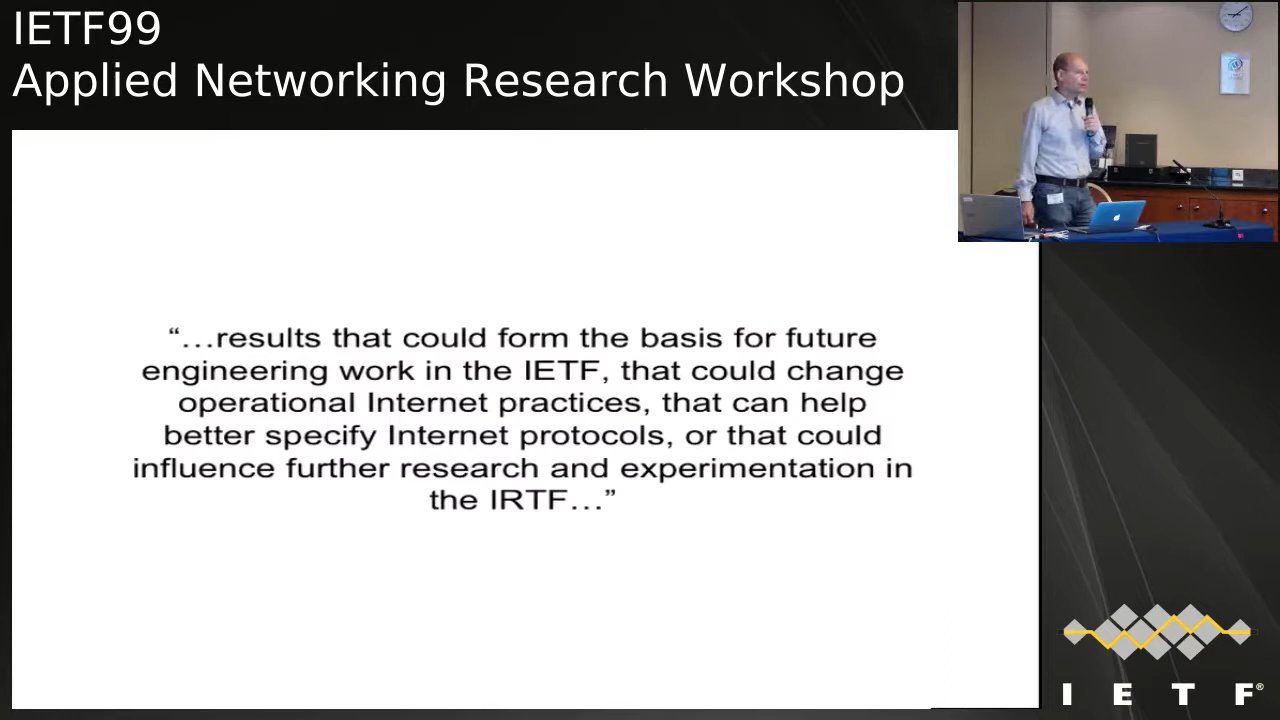 IETF99
Applied Networking Research Workshop
“…results that could form the basis for future
engineering work in the IETF, that could change
operational Internet practices, that can help
better specify Internet protocols, or that could
influence further research and experimentation in
the IRTF…”
I E T F®